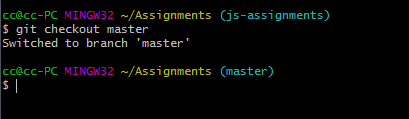 cc@cc-PC MINGW32 ~/Assignments (js-assignments)
$ git checkout master
Switched to branch 'master'
cc@cc-PC MINGW32 ~/Assignments (master)
$